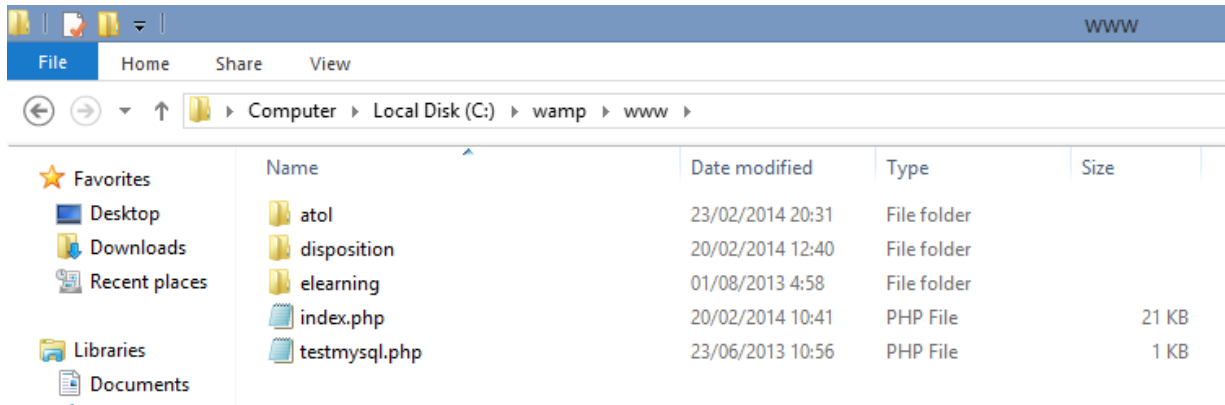 www
File Home Share View
Computer Local Disk (C:) wamp www
Favorites
Desktop
Downloads
Recent places
Libraries
Documents
Name Date modified Type Size
atol 23/02/2014 20:31 File folder
disposition 20/02/2014 12:40 File folder
elearning 01/08/2013 4:58 File folder
index.php 20/02/2014 10:41 PHP File 21 KB
testmysql.php 23/06/2013 10:56 PHP File 1 KB